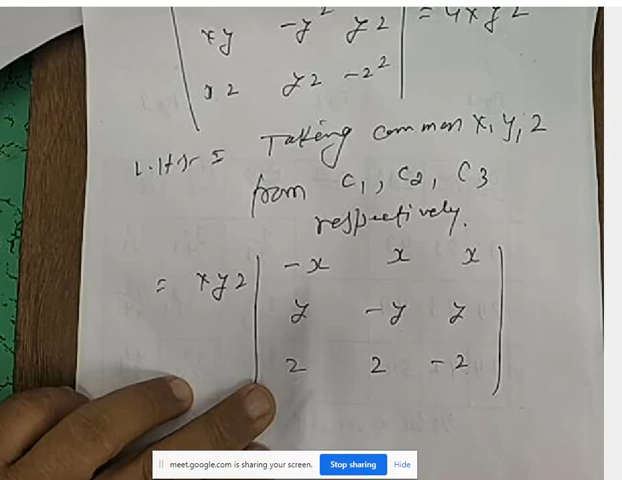 xy -y² yz = 4x²y²z²
xz yz -z²
L.H.S = Taking common x, y, z
from C₁, C₂, C₃
respectively.
= xyz | -x x x |
| y -y y |
| z z -z |
meet.google.com is sharing your screen. Stop sharing Hide